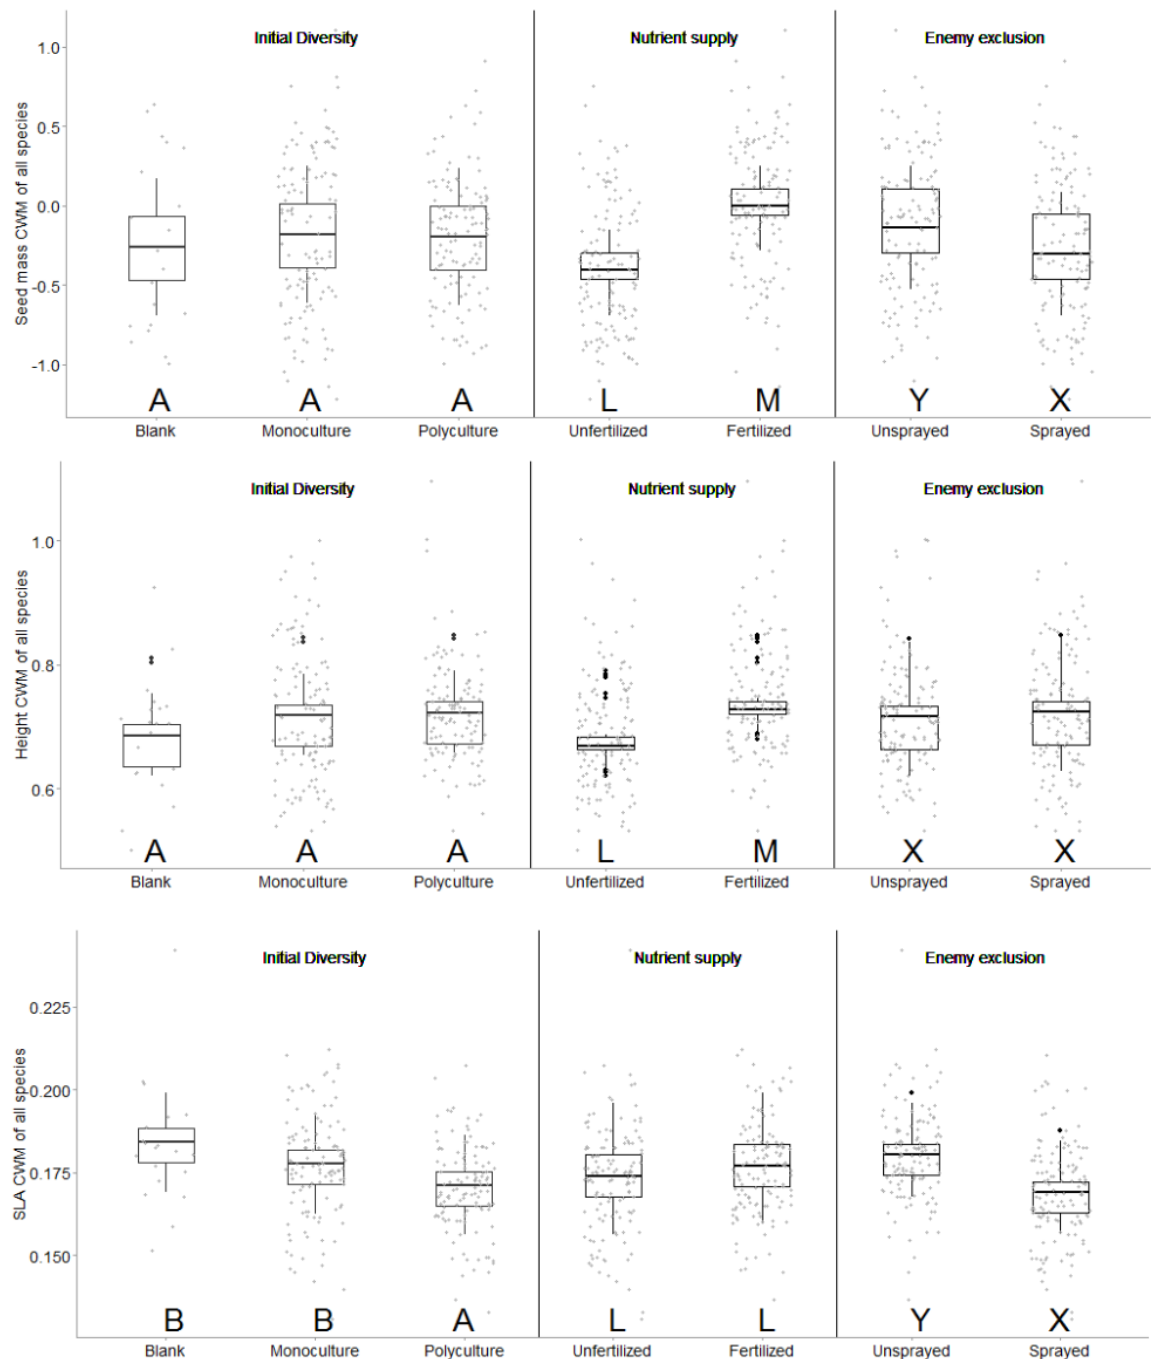 Initial Diversity Nutrient supply Enemy exclusion
Seed mass CWM of all species
1.0
0.5
0.0
-0.5
-1.0
A A A L M Y X
Blank Monoculture Polyculture Unfertilized Fertilized Unsprayed Sprayed
Initial Diversity Nutrient supply Enemy exclusion
Height CWM of all species
1.0
0.8
0.6
A A A L M X X
Blank Monoculture Polyculture Unfertilized Fertilized Unsprayed Sprayed
Initial Diversity Nutrient supply Enemy exclusion
SLA CWM of all species
0.225
0.200
0.175
0.150
B B A L L Y X
Blank Monoculture Polyculture Unfertilized Fertilized Unsprayed Sprayed